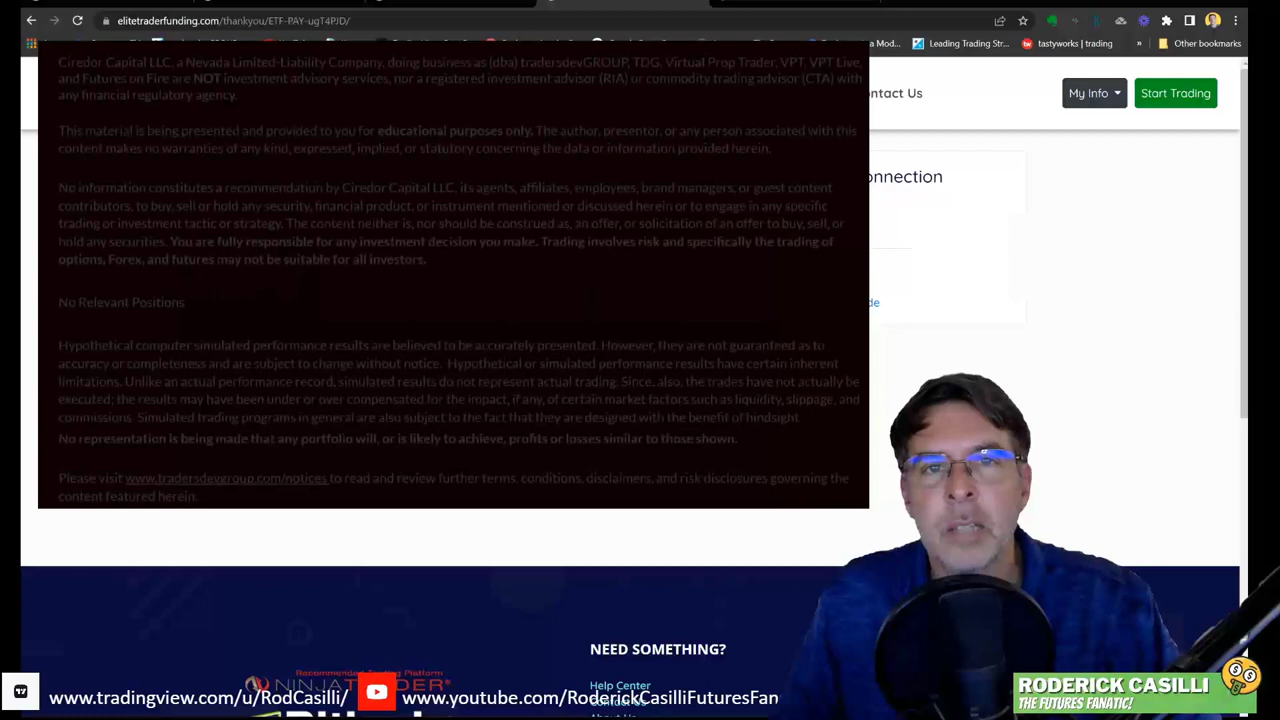 elitetraderfunding.com/thankyou/ETF-PAY-ugT4PJD/
Leading Trading Str...
tastyworks | trading
»
Other bookmarks
Ciredor Capital LLC, a Nevada Limited-Liability Company, doing business as (dba) tradersdevGROUP, TDG, Virtual Prop Trader, VPT, VPT Live,
and Futures on Fire are NOT investment advisory services, nor a registered investment advisor (RIA) or commodity trading advisor (CTA) with
any financial regulatory agency.
ontact Us
My Info
Start Trading
This material is being presented and provided to you for educational purposes only. The author, presentor, or any person associated with this
content makes no warranties of any kind, expressed, implied, or statutory concerning the data or information provided herein.
onnection
No information constitutes a recommendation by Ciredor Capital LLC, its agents, affiliates, employees, brand managers, or guest content
contributors, to buy, sell or hold any security, financial product, or instrument mentioned or discussed herein or to engage in any specific
trading or investment tactic or strategy. The content neither is, nor should be construed as, an offer, or solicitation of an offer to buy, sell, or
hold any securities. You are fully responsible for any investment decision you make. Trading involves risk and specifically the trading of
options, Forex, and futures may not be suitable for all investors.
No Relevant Positions
de
Hypothetical computer simulated performance results are believed to be accurately presented. However, they are not guaranteed as to
accuracy or completeness and are subject to change without notice. Hypothetical or simulated performance results have certain inherent
limitations. Unlike an actual performance record, simulated results do not represent actual trading. Since, also, the trades have not actually be
executed; the results may have been under or over compensated for the impact, if any, of certain market factors such as liquidity, slippage, and
commissions. Simulated trading programs in general are also subject to the fact that they are designed with the benefit of hindsight.
No representation is being made that any portfolio will, or is likely to achieve, profits or losses similar to those shown.
Please visit www.tradersdevgroup.com/notices to read and review further terms, conditions, disclaimers, and risk disclosures governing the
content featured herein.
NEED SOMETHING?
Recommended Trading Platform
NINJATRADER
Help Center
About Us
www.tradingview.com/u/RodCasilli/
www.youtube.com/RoderickCasilliFuturesFan
RODERICK CASILLI
THE FUTURES FANATIC!